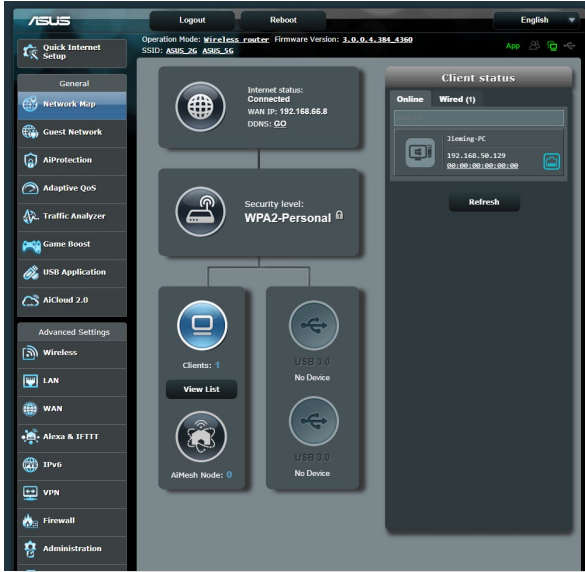 ASUS
Logout
Reboot
English
Quick Internet
Setup
Operation Mode: Wireless router Firmware Version: 3.0.0.4.384_4360
SSID: ASUS_2G ASUS_5G
App
General
Network Map
Guest Network
AiProtection
Adaptive QoS
Traffic Analyzer
Game Boost
USB Application
AiCloud 2.0
Advanced Settings
Wireless
LAN
WAN
Alexa & IFTTT
IPv6
VPN
Firewall
Administration
Internet status:
Connected
WAN IP: 192.168.66.8
DDNS: GO
Security level:
WPA2-Personal
Clients: 1
View List
AiMesh Node: 0
USB 3.0
No Device
USB 3.0
No Device
Client status
Online
Wired (1)
Jieming-PC
192.168.50.129
00:00:00:00:00:00
Refresh